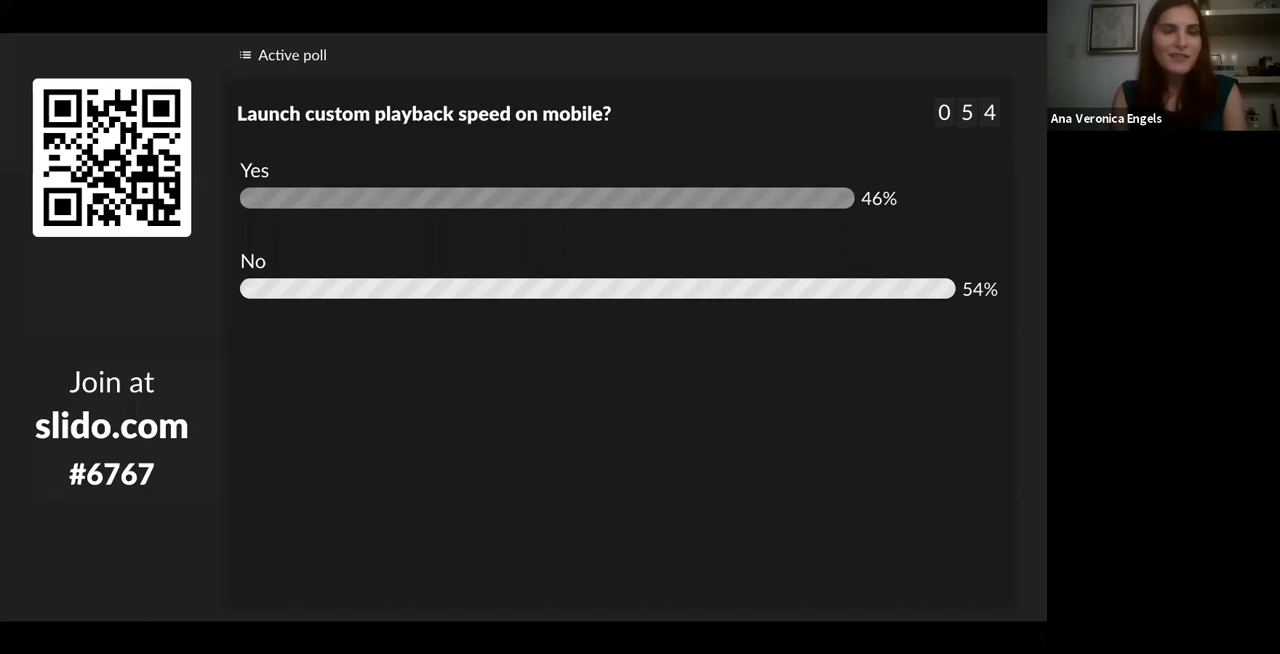 Active poll
Launch custom playback speed on mobile?
0 5 4
Yes
46%
No
54%
Join at
slido.com
#6767
Ana Veronica Engels